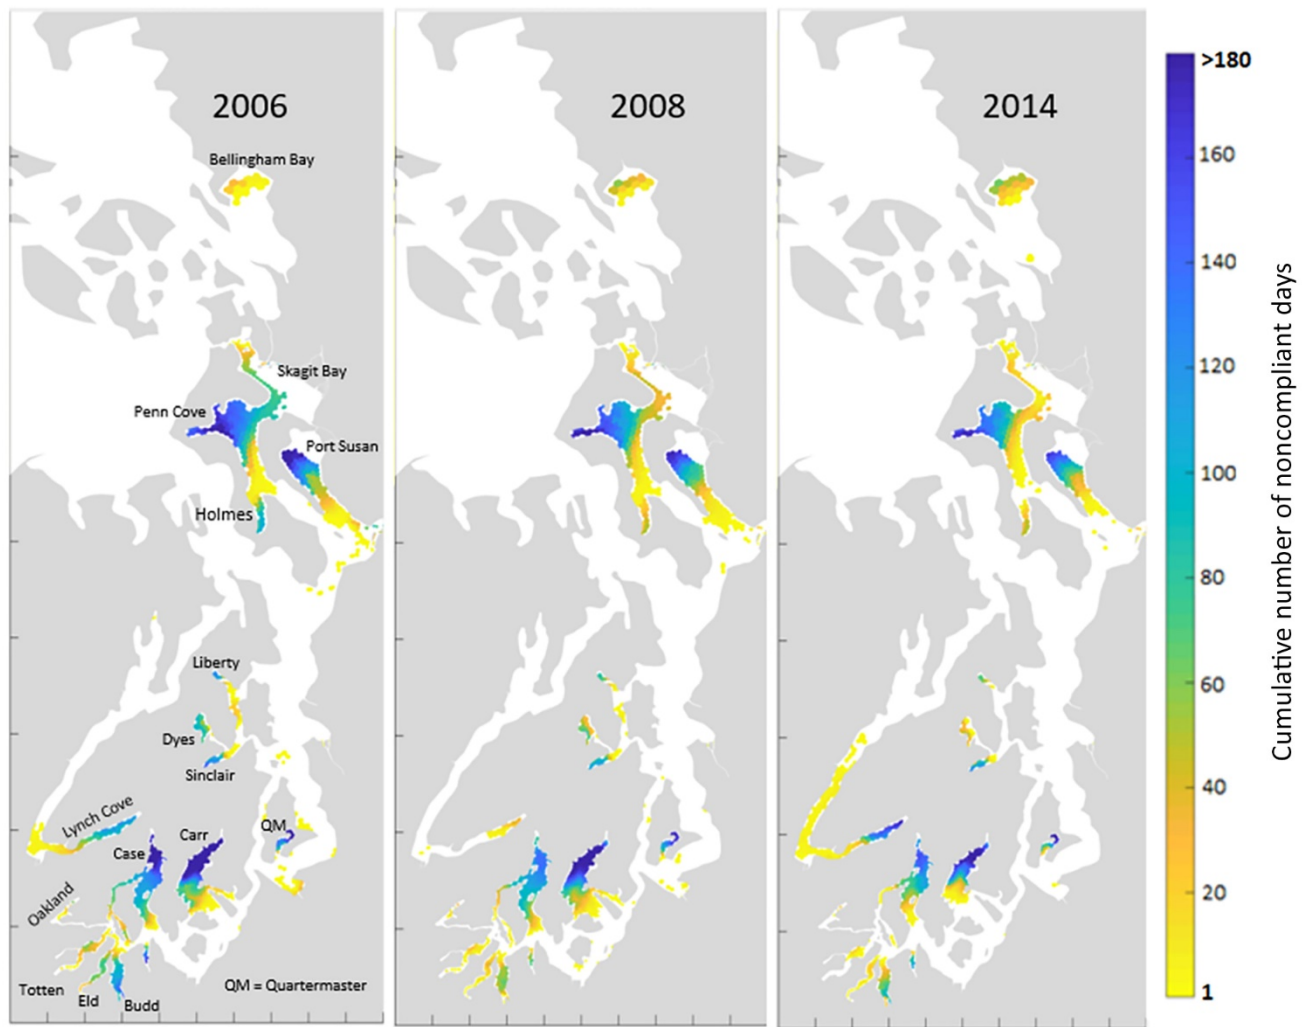 2006
2008
2014
Bellingham Bay
Skagit Bay
Penn Cove
Port Susan
Holmes
Liberty
Dyes
Sinclair
Lynch Cove
Carr
QM
Case
Oakland
Totten
Eld
Budd
QM = Quartermaster
>180
160
140
120
100
80
60
40
20
1
Cumulative number of noncompliant days